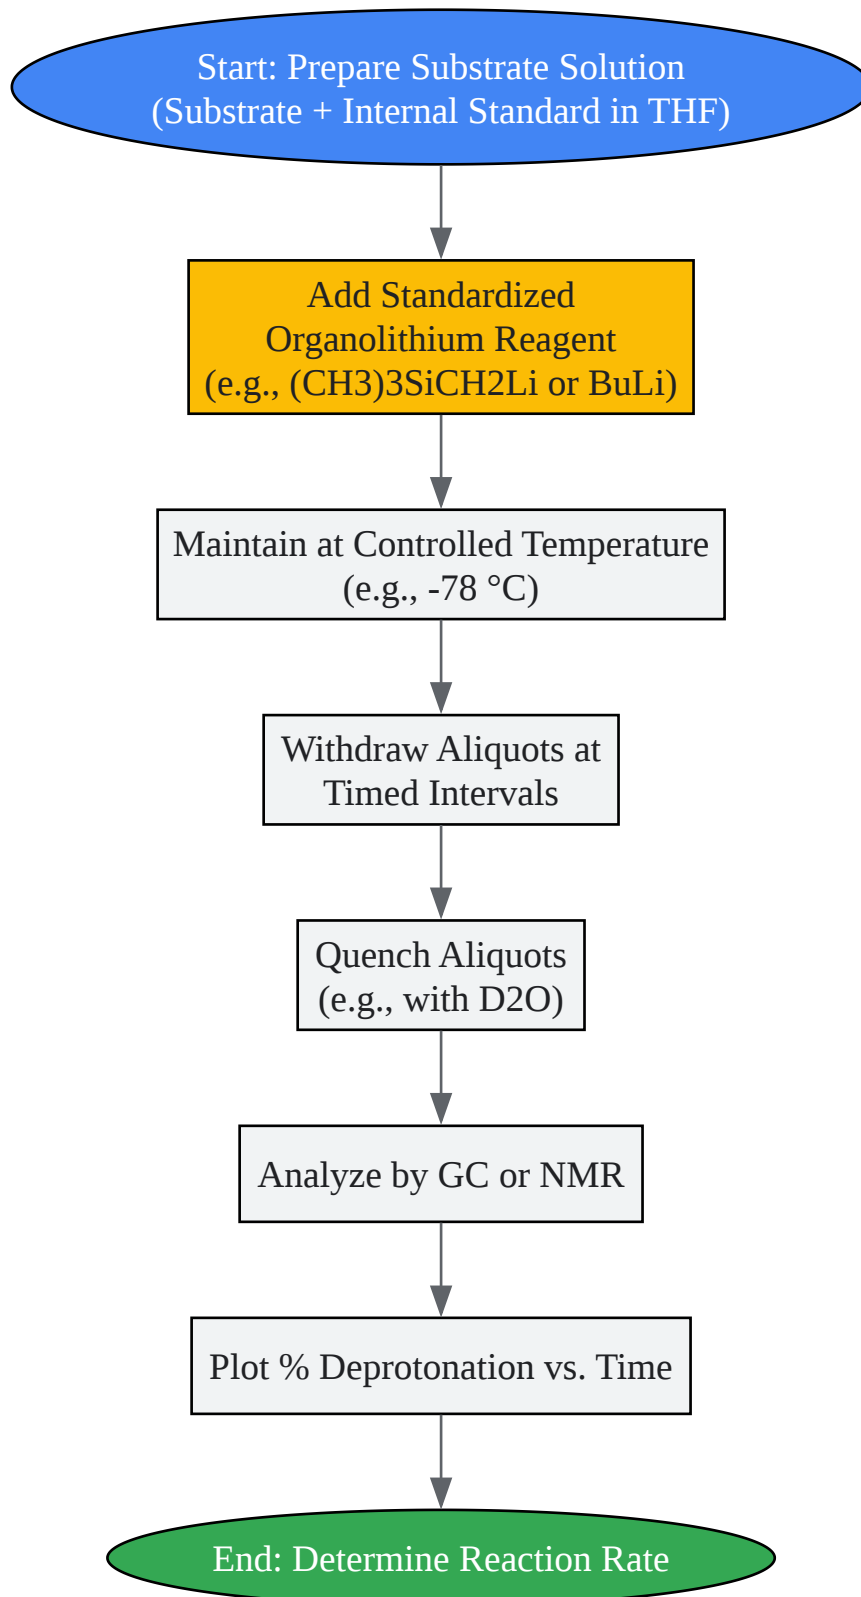 Start: Prepare Substrate Solution
(Substrate + Internal Standard in THF)
Add Standardized
Organolithium Reagent
(e.g., (CH3)3SiCH2Li or BuLi)
Maintain at Controlled Temperature
(e.g., -78 °C)
Withdraw Aliquots at
Timed Intervals
Quench Aliquots
(e.g., with D2O)
Analyze by GC or NMR
Plot % Deprotonation vs. Time
End: Determine Reaction Rate